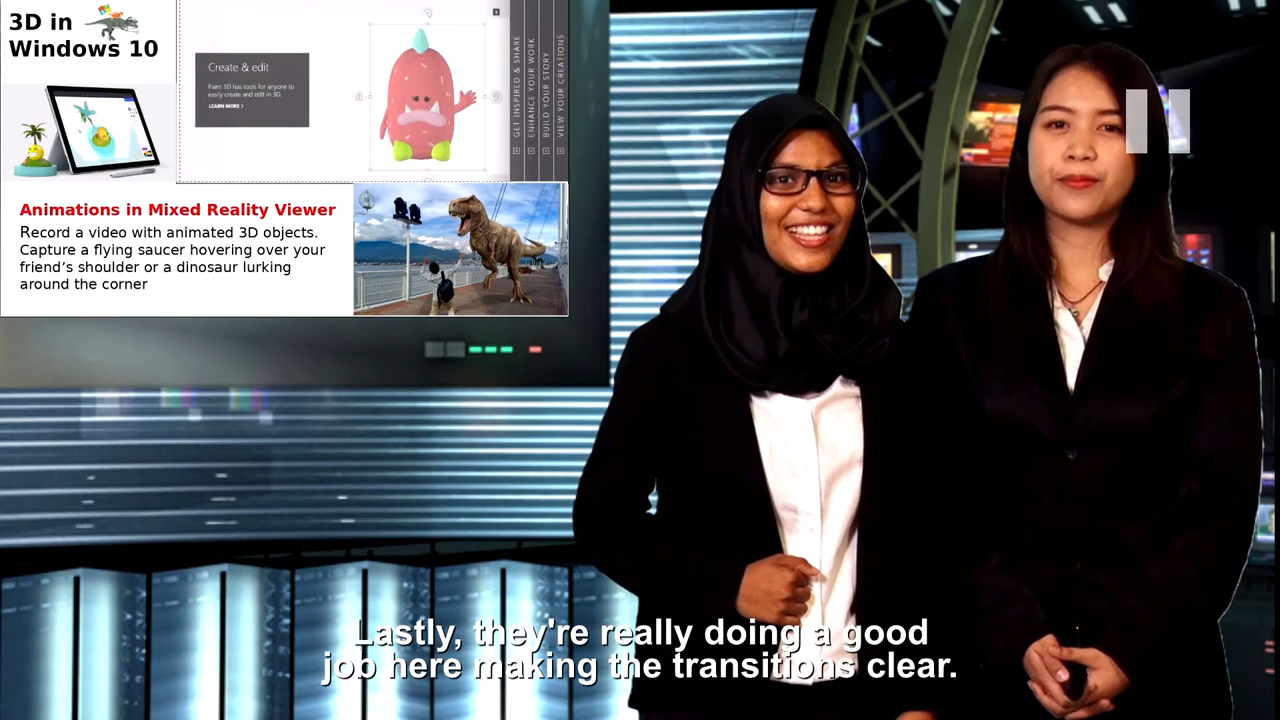 3D in
Windows 10
Create & edit
Paint 3D has tools for anyone to
easily create and edit in 3D.
LEARN MORE >
GET INSPIRED & SHARE
ENHANCE YOUR WORK
BUILD YOUR STORY
VIEW YOUR CREATIONS
Animations in Mixed Reality Viewer
Record a video with animated 3D objects.
Capture a flying saucer hovering over your
friend's shoulder or a dinosaur lurking
around the corner
Lastly, they're really doing a good
job here making the transitions clear.